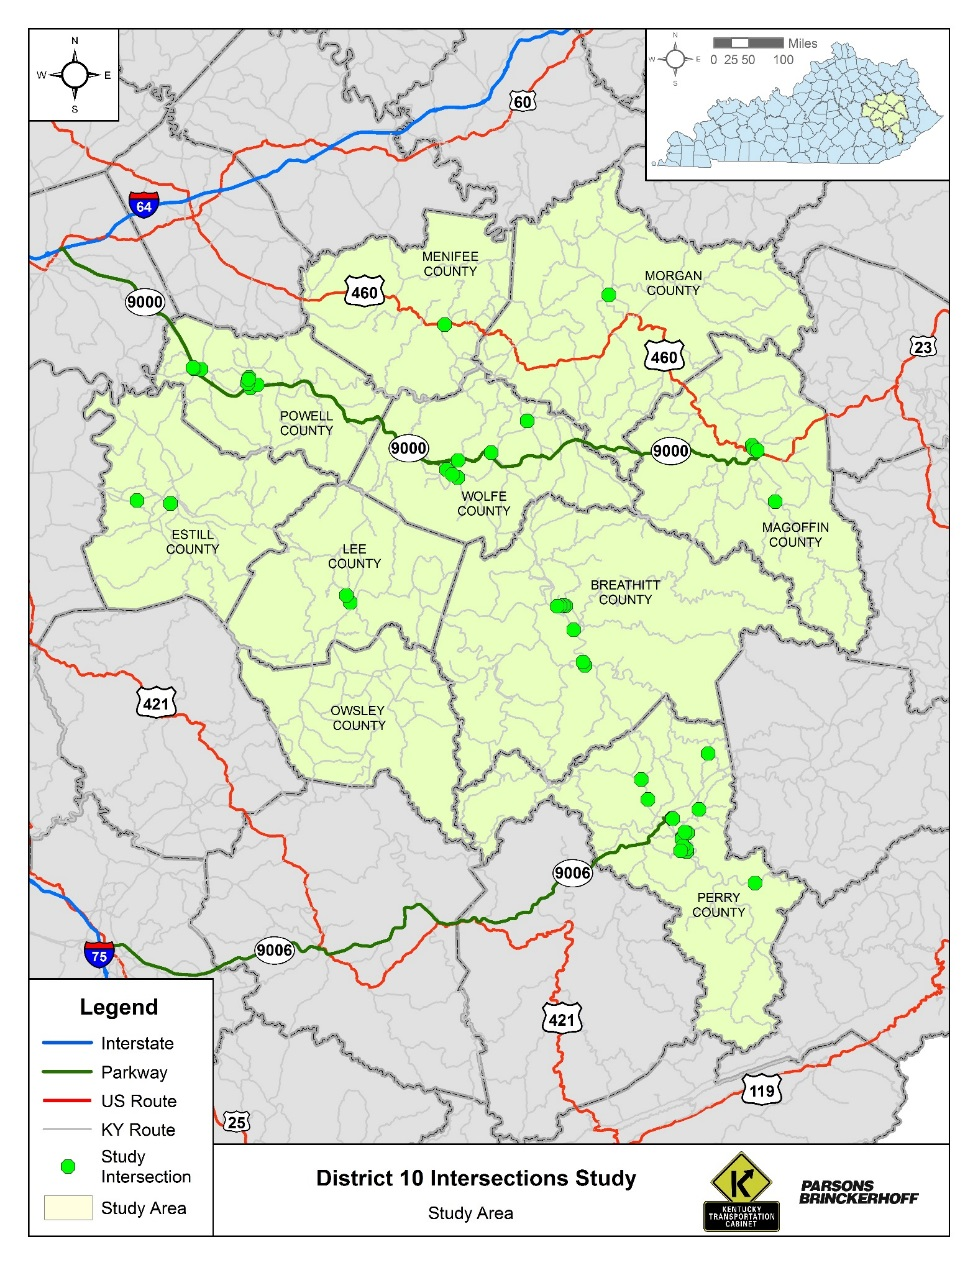 N
W E
S
N
W E
S
Miles
0 25 50 100
60
64
MENIFEE
COUNTY
MORGAN
COUNTY
460
9000
23
460
POWELL
COUNTY
9000
9000
WOLFE
COUNTY
MAGOFFIN
COUNTY
ESTILL
COUNTY
LEE
COUNTY
BREATHITT
COUNTY
421
OWSLEY
COUNTY
9006
PERRY
COUNTY
9006
75
421
119
25
Legend
Interstate
Parkway
US Route
KY Route
Study
Intersection
Study Area
District 10 Intersections Study
Study Area
KENTUCKY
TRANSPORTATION
CABINET
PARSONS
BRINCKERHOFF